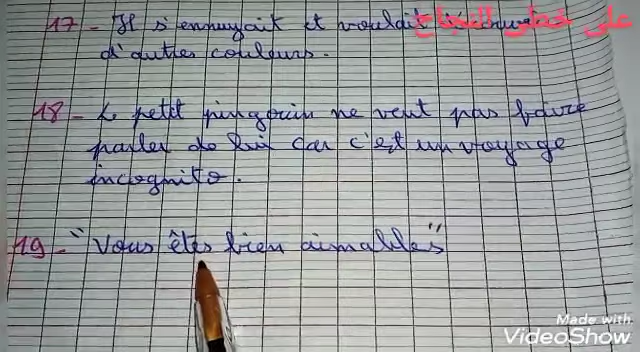 17 - Il s'ennuyait et voulait
على خطى النجاح
d'autres couleurs.
18 - Le petit pingouin ne veut pas faire
parler de lui car c'est un voyage
incognito.
19 - "Vous êtes bien aimables"
Made with
VideoShow